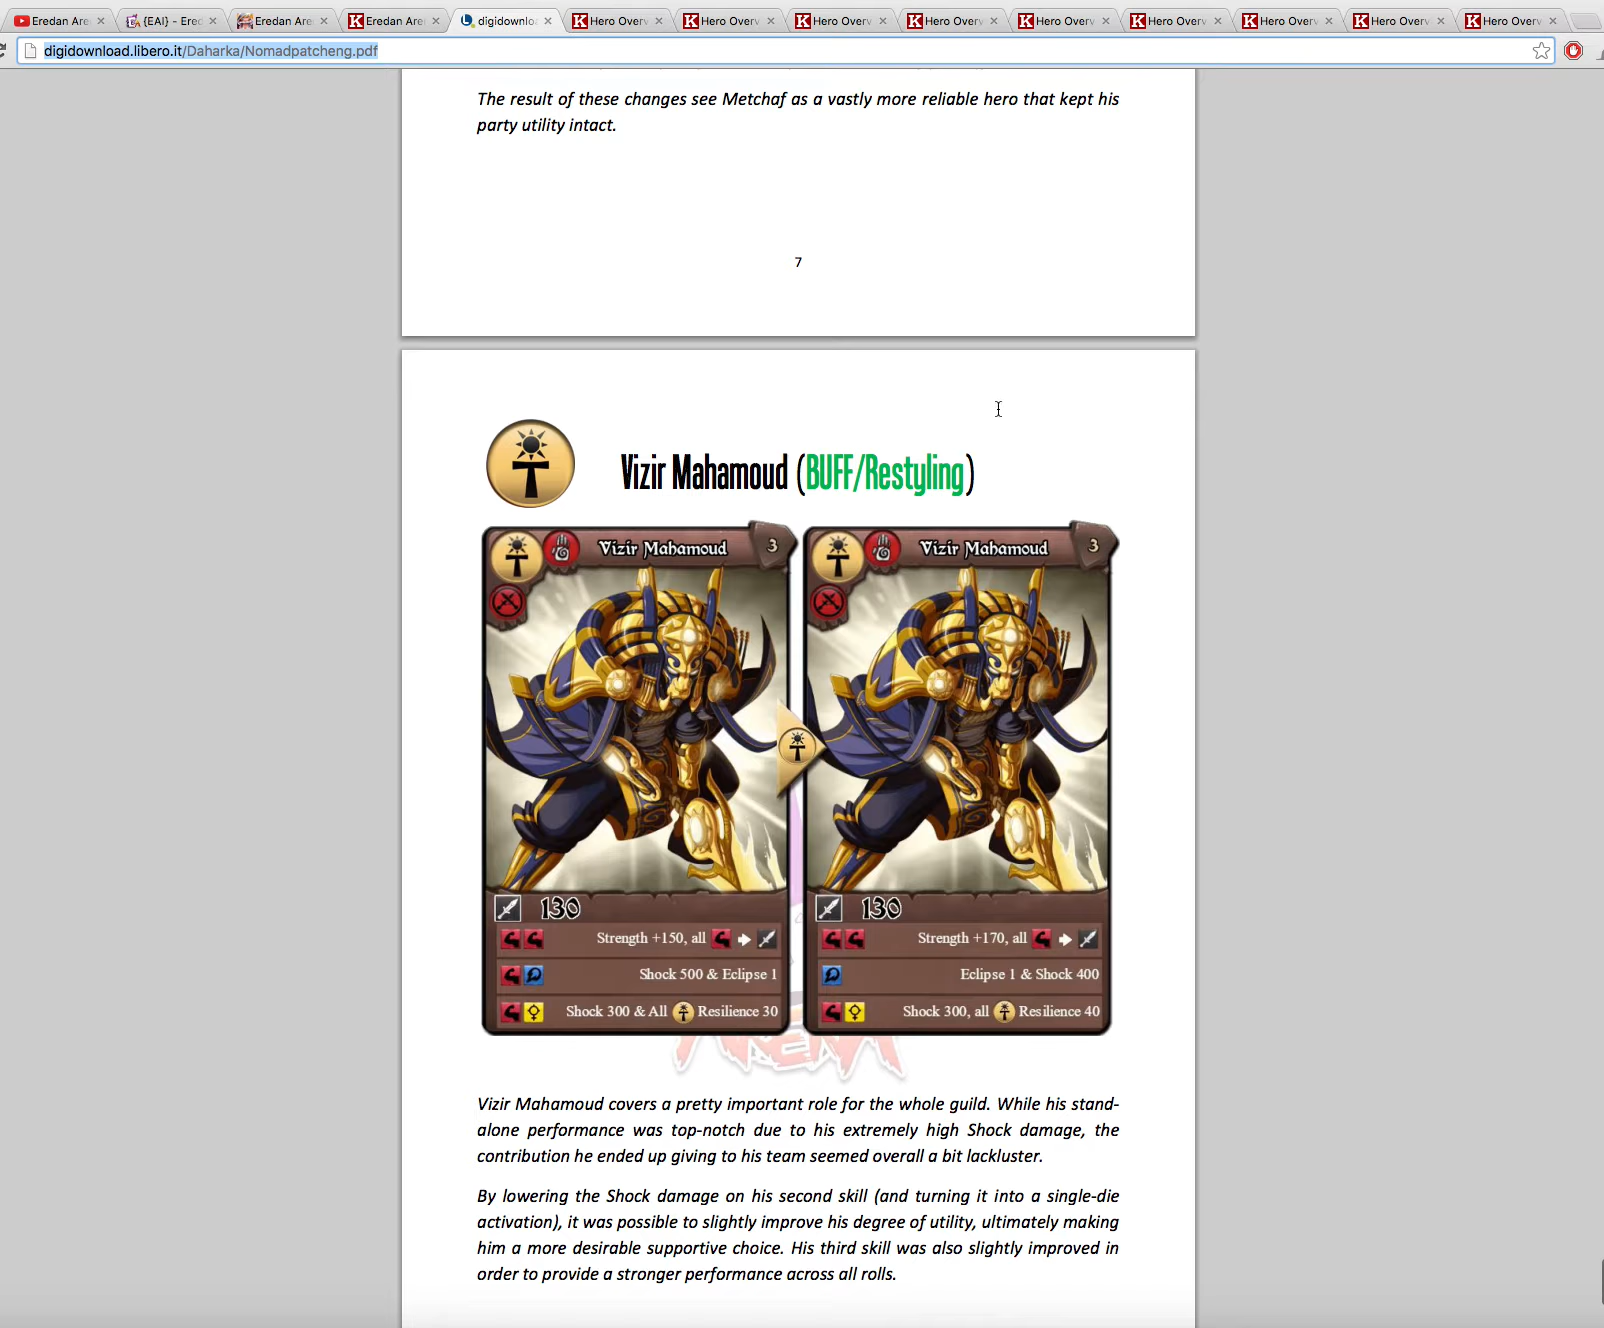 Eredan Are
{EAI} - Ered
Eredan Are
Eredan Are
digidownlo
Hero Overv
Hero Overv
Hero Overv
Hero Overv
Hero Overv
Hero Overv
Hero Overv
Hero Overv
Hero Overv
digidownload.libero.it/Daharka/Nomadpatcheng.pdf
The result of these changes see Metchaf as a vastly more reliable hero that kept his
party utility intact.
7
Vizir Mahamoud (BUFF/Restyling)
Vizir Mahamoud 3
130
Strength +150, all
Shock 500 & Eclipse 1
Shock 300 & All Resilience 30
Vizir Mahamoud 3
130
Strength +170, all
Eclipse 1 & Shock 400
Shock 300, all Resilience 40
ARENA
Vizir Mahamoud covers a pretty important role for the whole guild. While his stand-
alone performance was top-notch due to his extremely high Shock damage, the
contribution he ended up giving to his team seemed overall a bit lackluster.
By lowering the Shock damage on his second skill (and turning it into a single-die
activation), it was possible to slightly improve his degree of utility, ultimately making
him a more desirable supportive choice. His third skill was also slightly improved in
order to provide a stronger performance across all rolls.